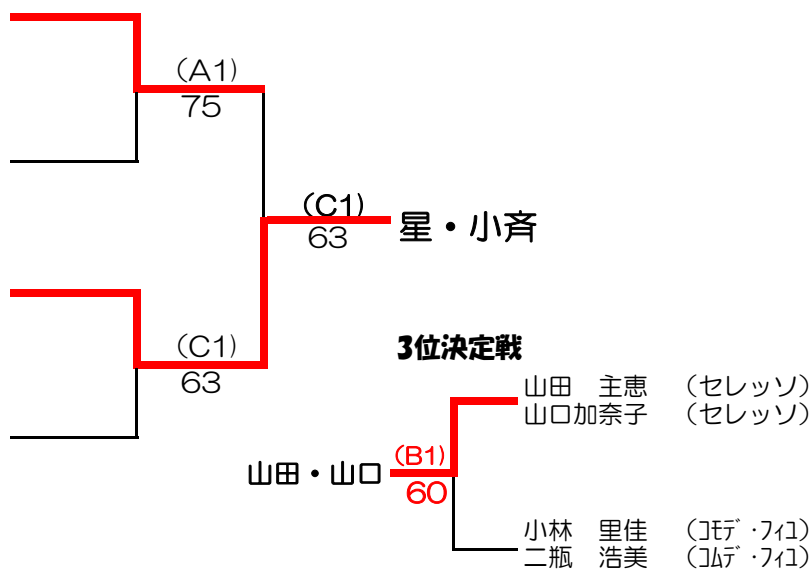 (A1)
75
(C1)
63
星・小斉
(C1)
63
3位決定戦
山田 主恵 (セレッソ)
山口加奈子 (セレッソ)
(B1)
山田・山口
60
小林 里佳 (ｺﾓﾃﾞ・ﾌｨﾕ)
二瓶 浩美 (ｺﾑﾃﾞ・ﾌｨﾕ)